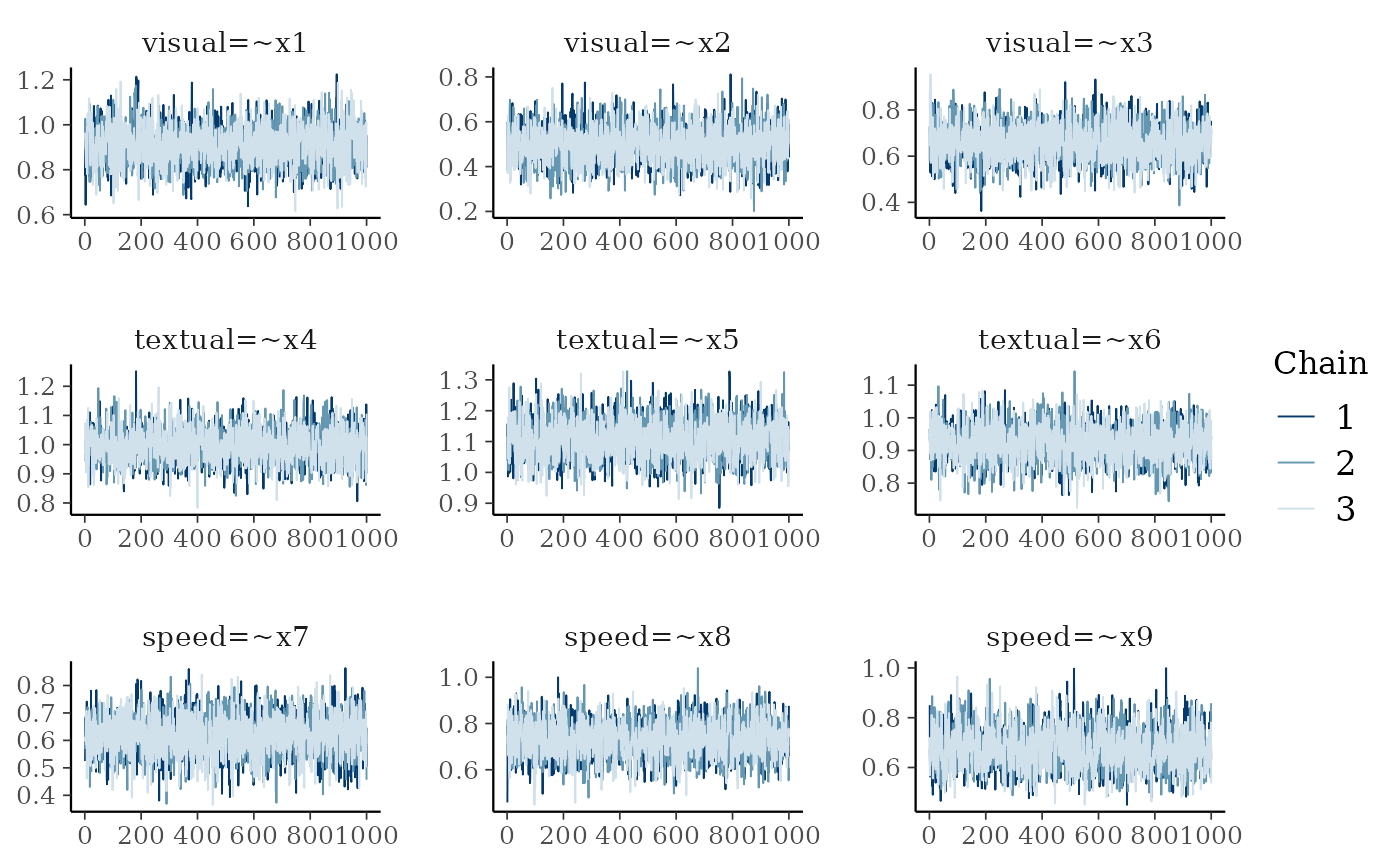 visual=~x1 visual=~x2 visual=~x3
1.2 0.8
1.0 0.6 0.8
0.8 0.4 0.6
0.6 0.2 0.4
0 200 400 600 800 1000 0 200 400 600 800 1000 0 200 400 600 800 1000
textual=~x4 textual=~x5 textual=~x6
1.2 1.3 1.1
1.1 1.2 1.0
1.0 1.1 0.9
0.9 1.0 0.8
0.8 0.9
0 200 400 600 800 1000 0 200 400 600 800 1000 0 200 400 600 800 1000
Chain
1
2
3
speed=~x7 speed=~x8 speed=~x9
0.8 1.0 1.0
0.7 0.8 0.8
0.6 0.6 0.6
0.5
0.4
0 200 400 600 800 1000 0 200 400 600 800 1000 0 200 400 600 800 1000